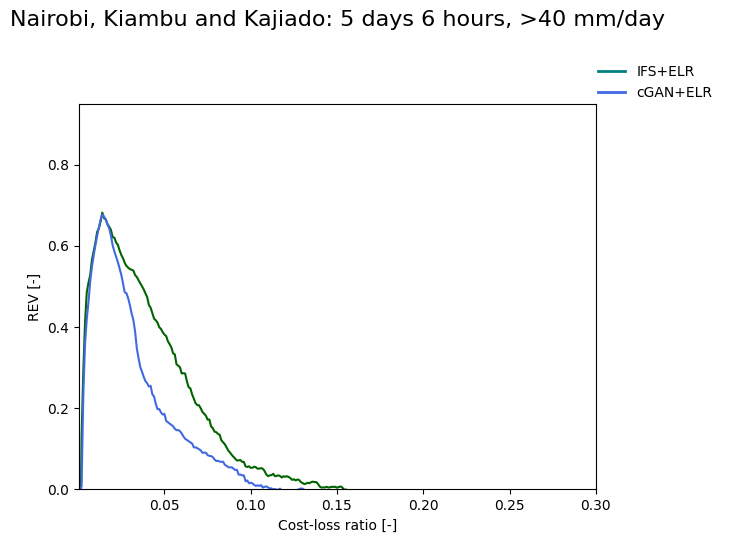 Nairobi, Kiambu and Kajiado: 5 days 6 hours, >40 mm/day
IFS+ELR
cGAN+ELR
0.8
0.6
0.4
0.2
0.0
REV [-]
0.05 0.10 0.15 0.20 0.25 0.30
Cost-loss ratio [-]